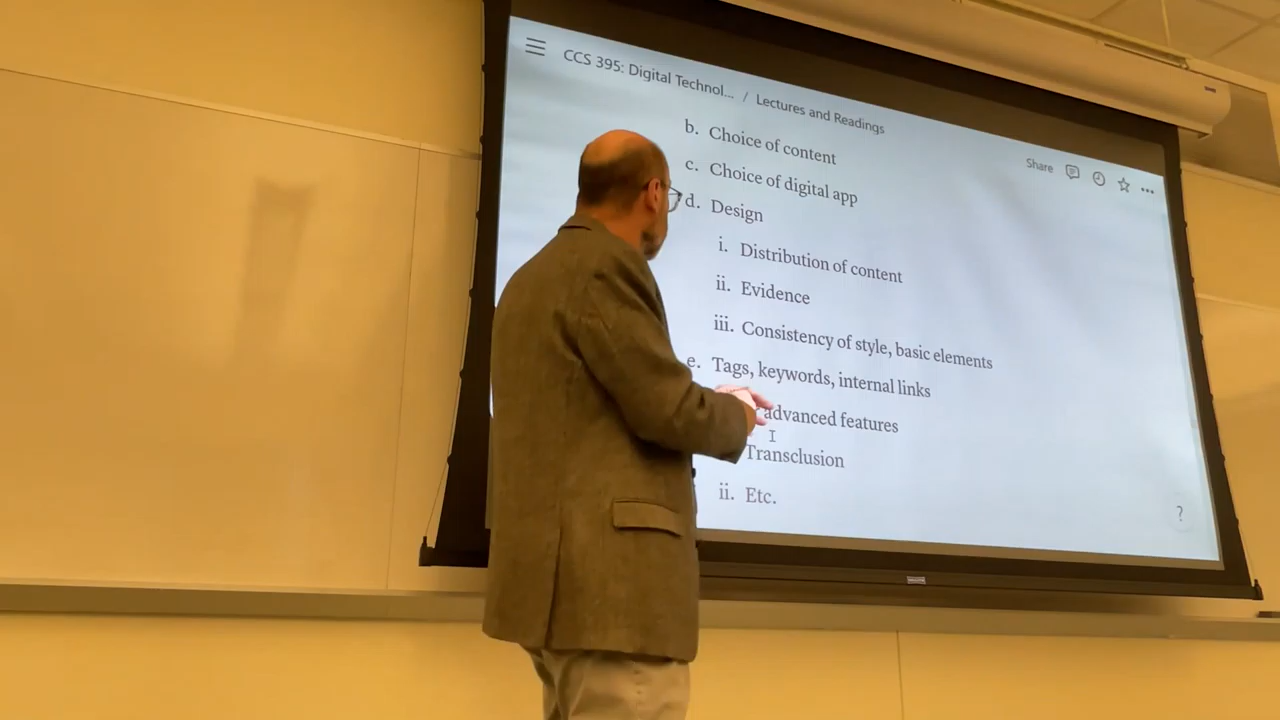 CCS 395: Digital Technol... / Lectures and Readings
Share
b. Choice of content
c. Choice of digital app
d. Design
i. Distribution of content
ii. Evidence
iii. Consistency of style, basic elements
e. Tags, keywords, internal links
advanced features
Transclusion
ii. Etc.
?